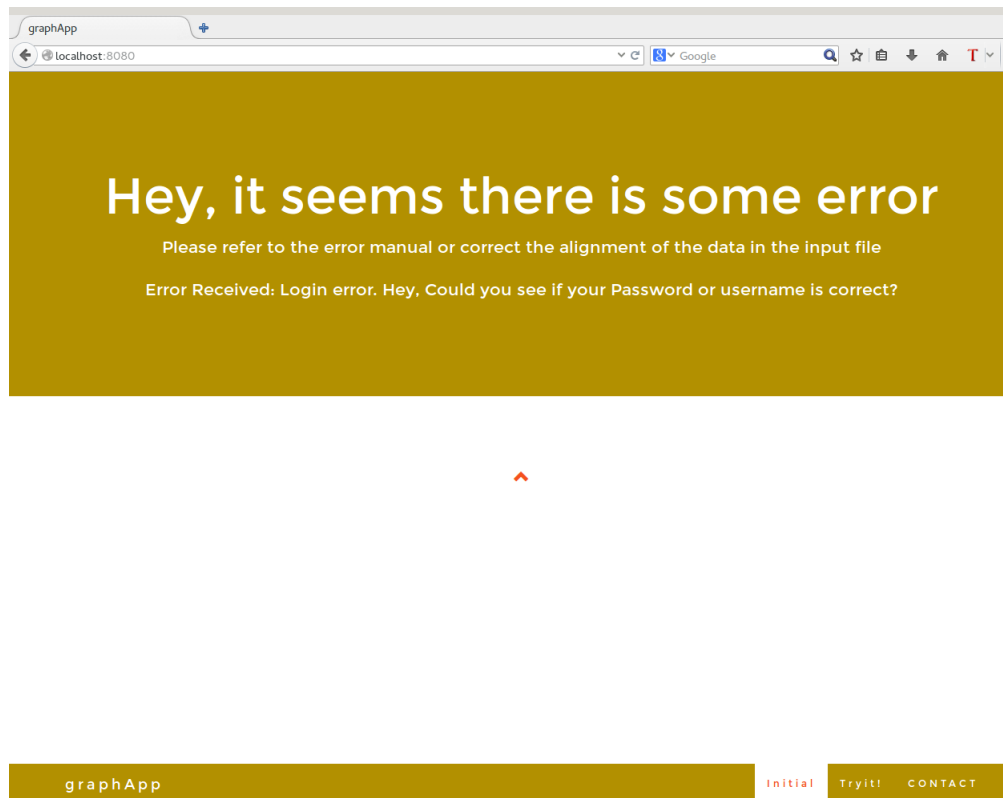 graphApp
localhost:8080
8 Google
T
Hey, it seems there is some error
Please refer to the error manual or correct the alignment of the data in the input file
Error Received: Login error. Hey, Could you see if your Password or username is correct?
graphApp Initial Tryit! CONTACT